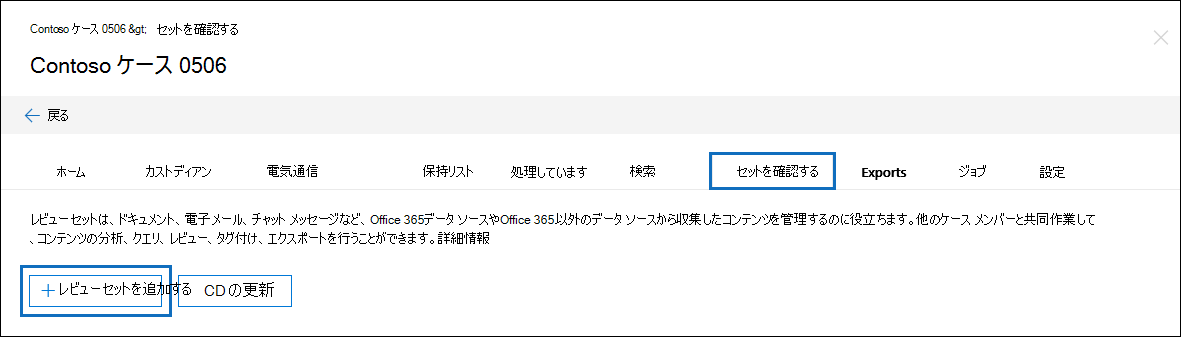 Contoso ケース 0506 &gt; セットを確認する
Contoso ケース 0506
戻る
ホーム カストディアン 電気通信 保持リスト 処理しています 検索 セットを確認する Exports ジョブ 設定
レビューセットは、ドキュメント、電子メール、チャット メッセージなど、Office 365データ ソースやOffice 365以外のデータ ソースから収集したコンテンツを管理するのに役立ちます。他のケース メンバーと共同作業して
、コンテンツの分析、クエリ、レビュー、タグ付け、エクスポートを行うことができます。詳細情報
+ レビューセットを追加する CDの更新